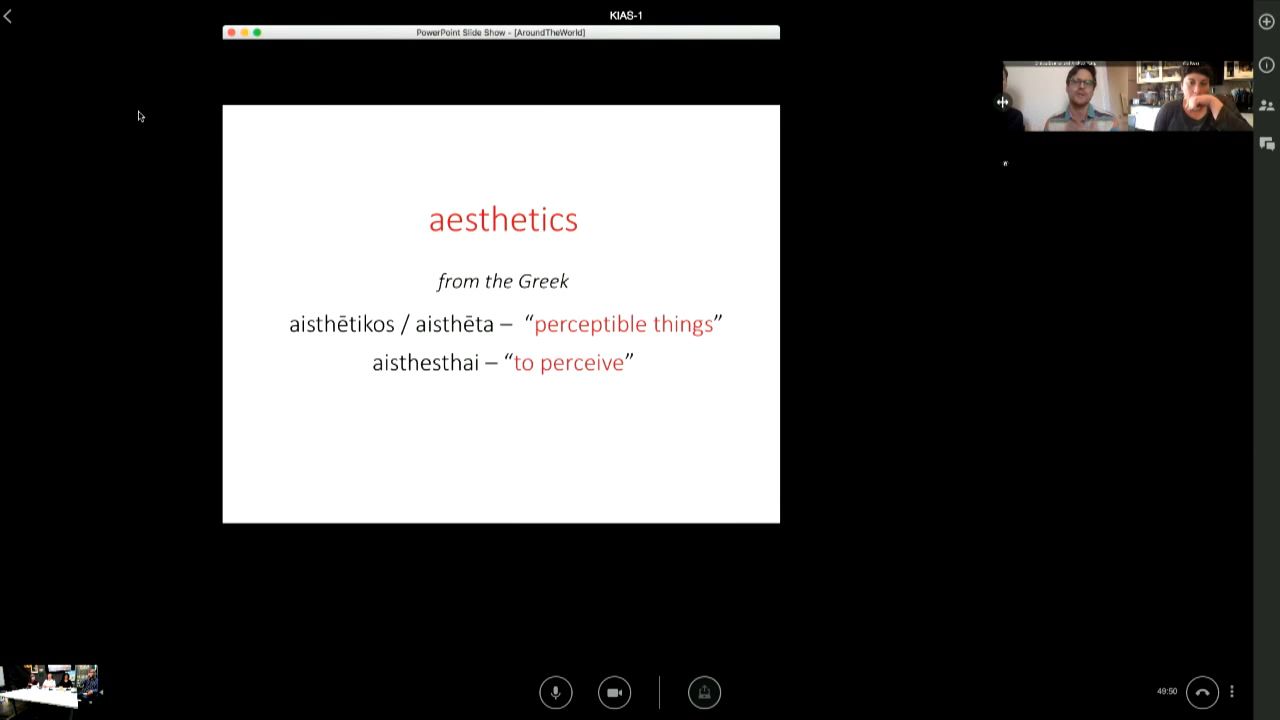 KIAS-1
PowerPoint Slide Show - [AroundTheWorld]
aesthetics
from the Greek
aisthētikos / aisthēta – “perceptible things”
aisthesthai – “to perceive”
49:50